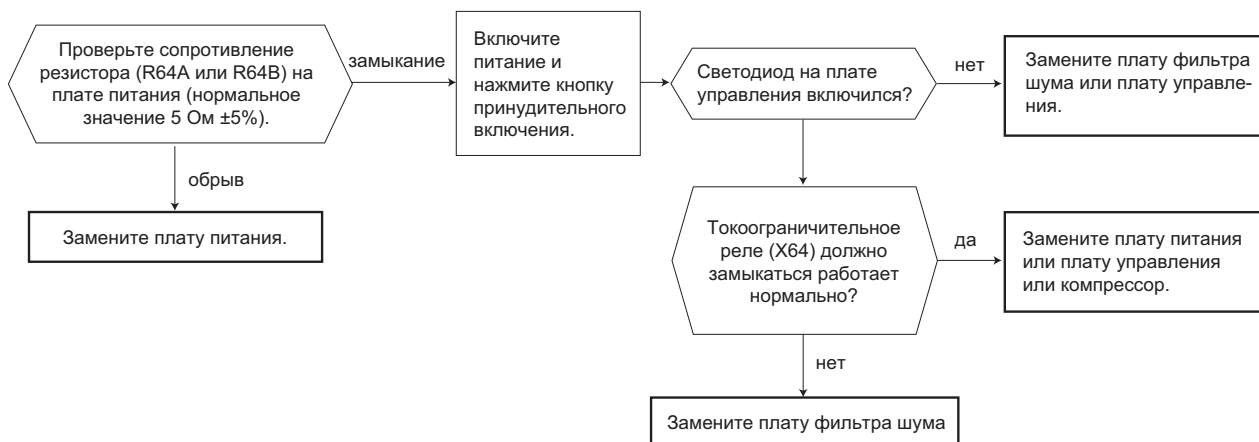 Проверьте сопротивление
резистора (R64A или R64B) на
плате питания (нормальное
значение 5 Ом ±5%).
замыкание
Включите
питание и
нажмите кнопку
принудительного
включения.
Светодиод на плате
управления включился?
нет
Замените плату фильтра
шума или плату управле-
ния.
обрыв
Замените плату питания.
Токоограничительное
реле (X64) должно
замыкаться работает
нормально?
да
Замените плату питания
или плату управления
или компрессор.
нет
Замените плату фильтра шума